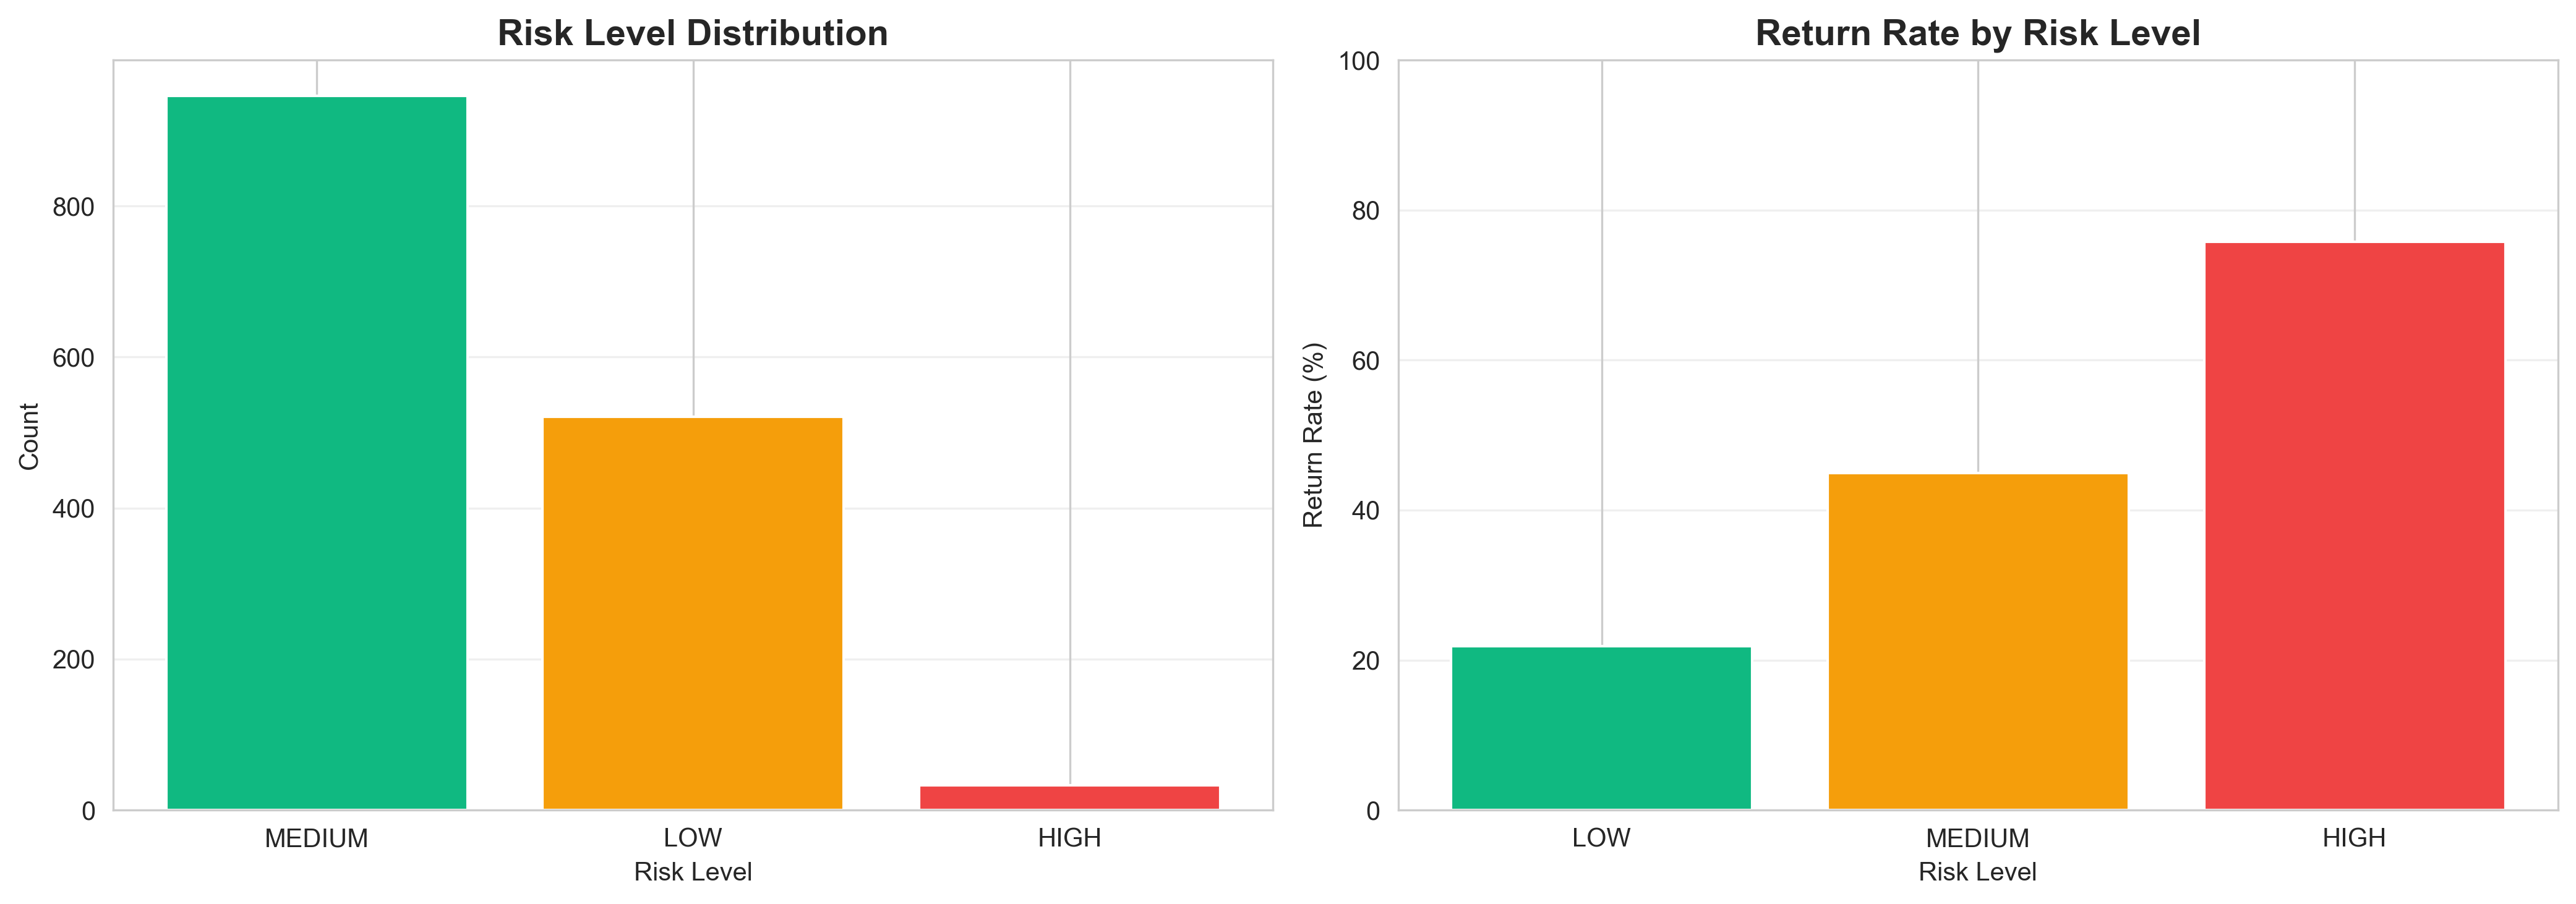 Risk Level Distribution
Count
800
600
400
200
0
MEDIUM LOW HIGH
Risk Level
Return Rate by Risk Level
Return Rate (%)
100
80
60
40
20
0
LOW MEDIUM HIGH
Risk Level